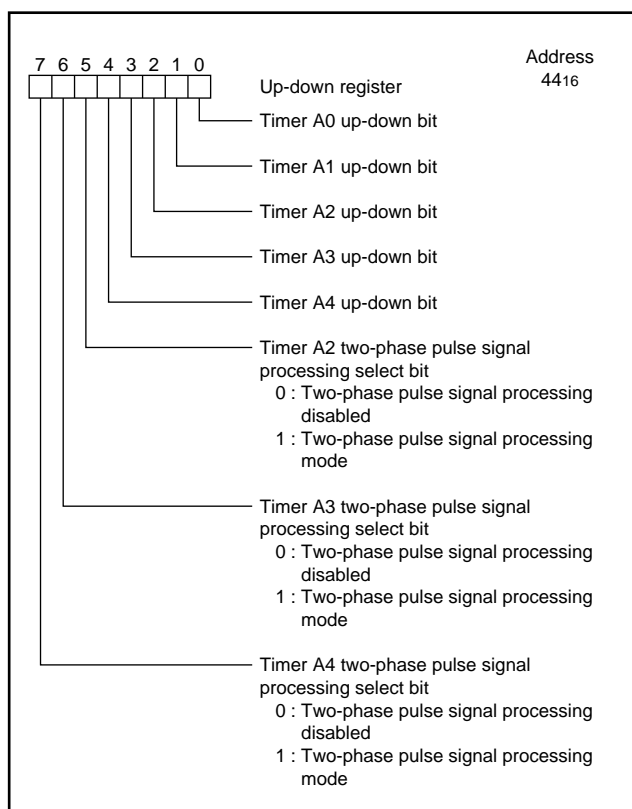 Address
7 6 5 4 3 2 1 0
44₁₆
Up-down register
Timer A0 up-down bit
Timer A1 up-down bit
Timer A2 up-down bit
Timer A3 up-down bit
Timer A4 up-down bit
Timer A2 two-phase pulse signal
processing select bit
0 : Two-phase pulse signal processing
disabled
1 : Two-phase pulse signal processing
mode
Timer A3 two-phase pulse signal
processing select bit
0 : Two-phase pulse signal processing
disabled
1 : Two-phase pulse signal processing
mode
Timer A4 two-phase pulse signal
processing select bit
0 : Two-phase pulse signal processing
disabled
1 : Two-phase pulse signal processing
mode